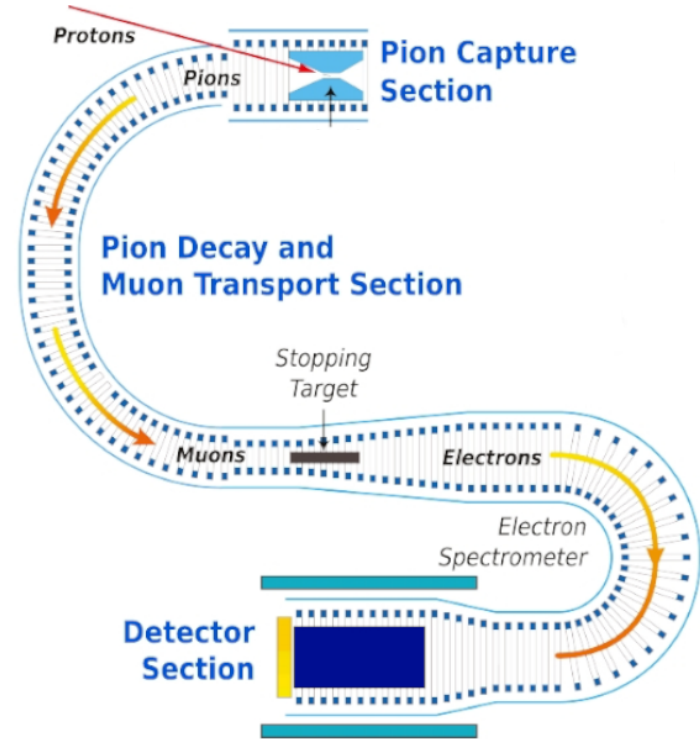 Protons
Pions
Pion Capture
Section
Pion Decay and
Muon Transport Section
Stopping
Target
Muons
Electrons
Electron
Spectrometer
Detector
Section